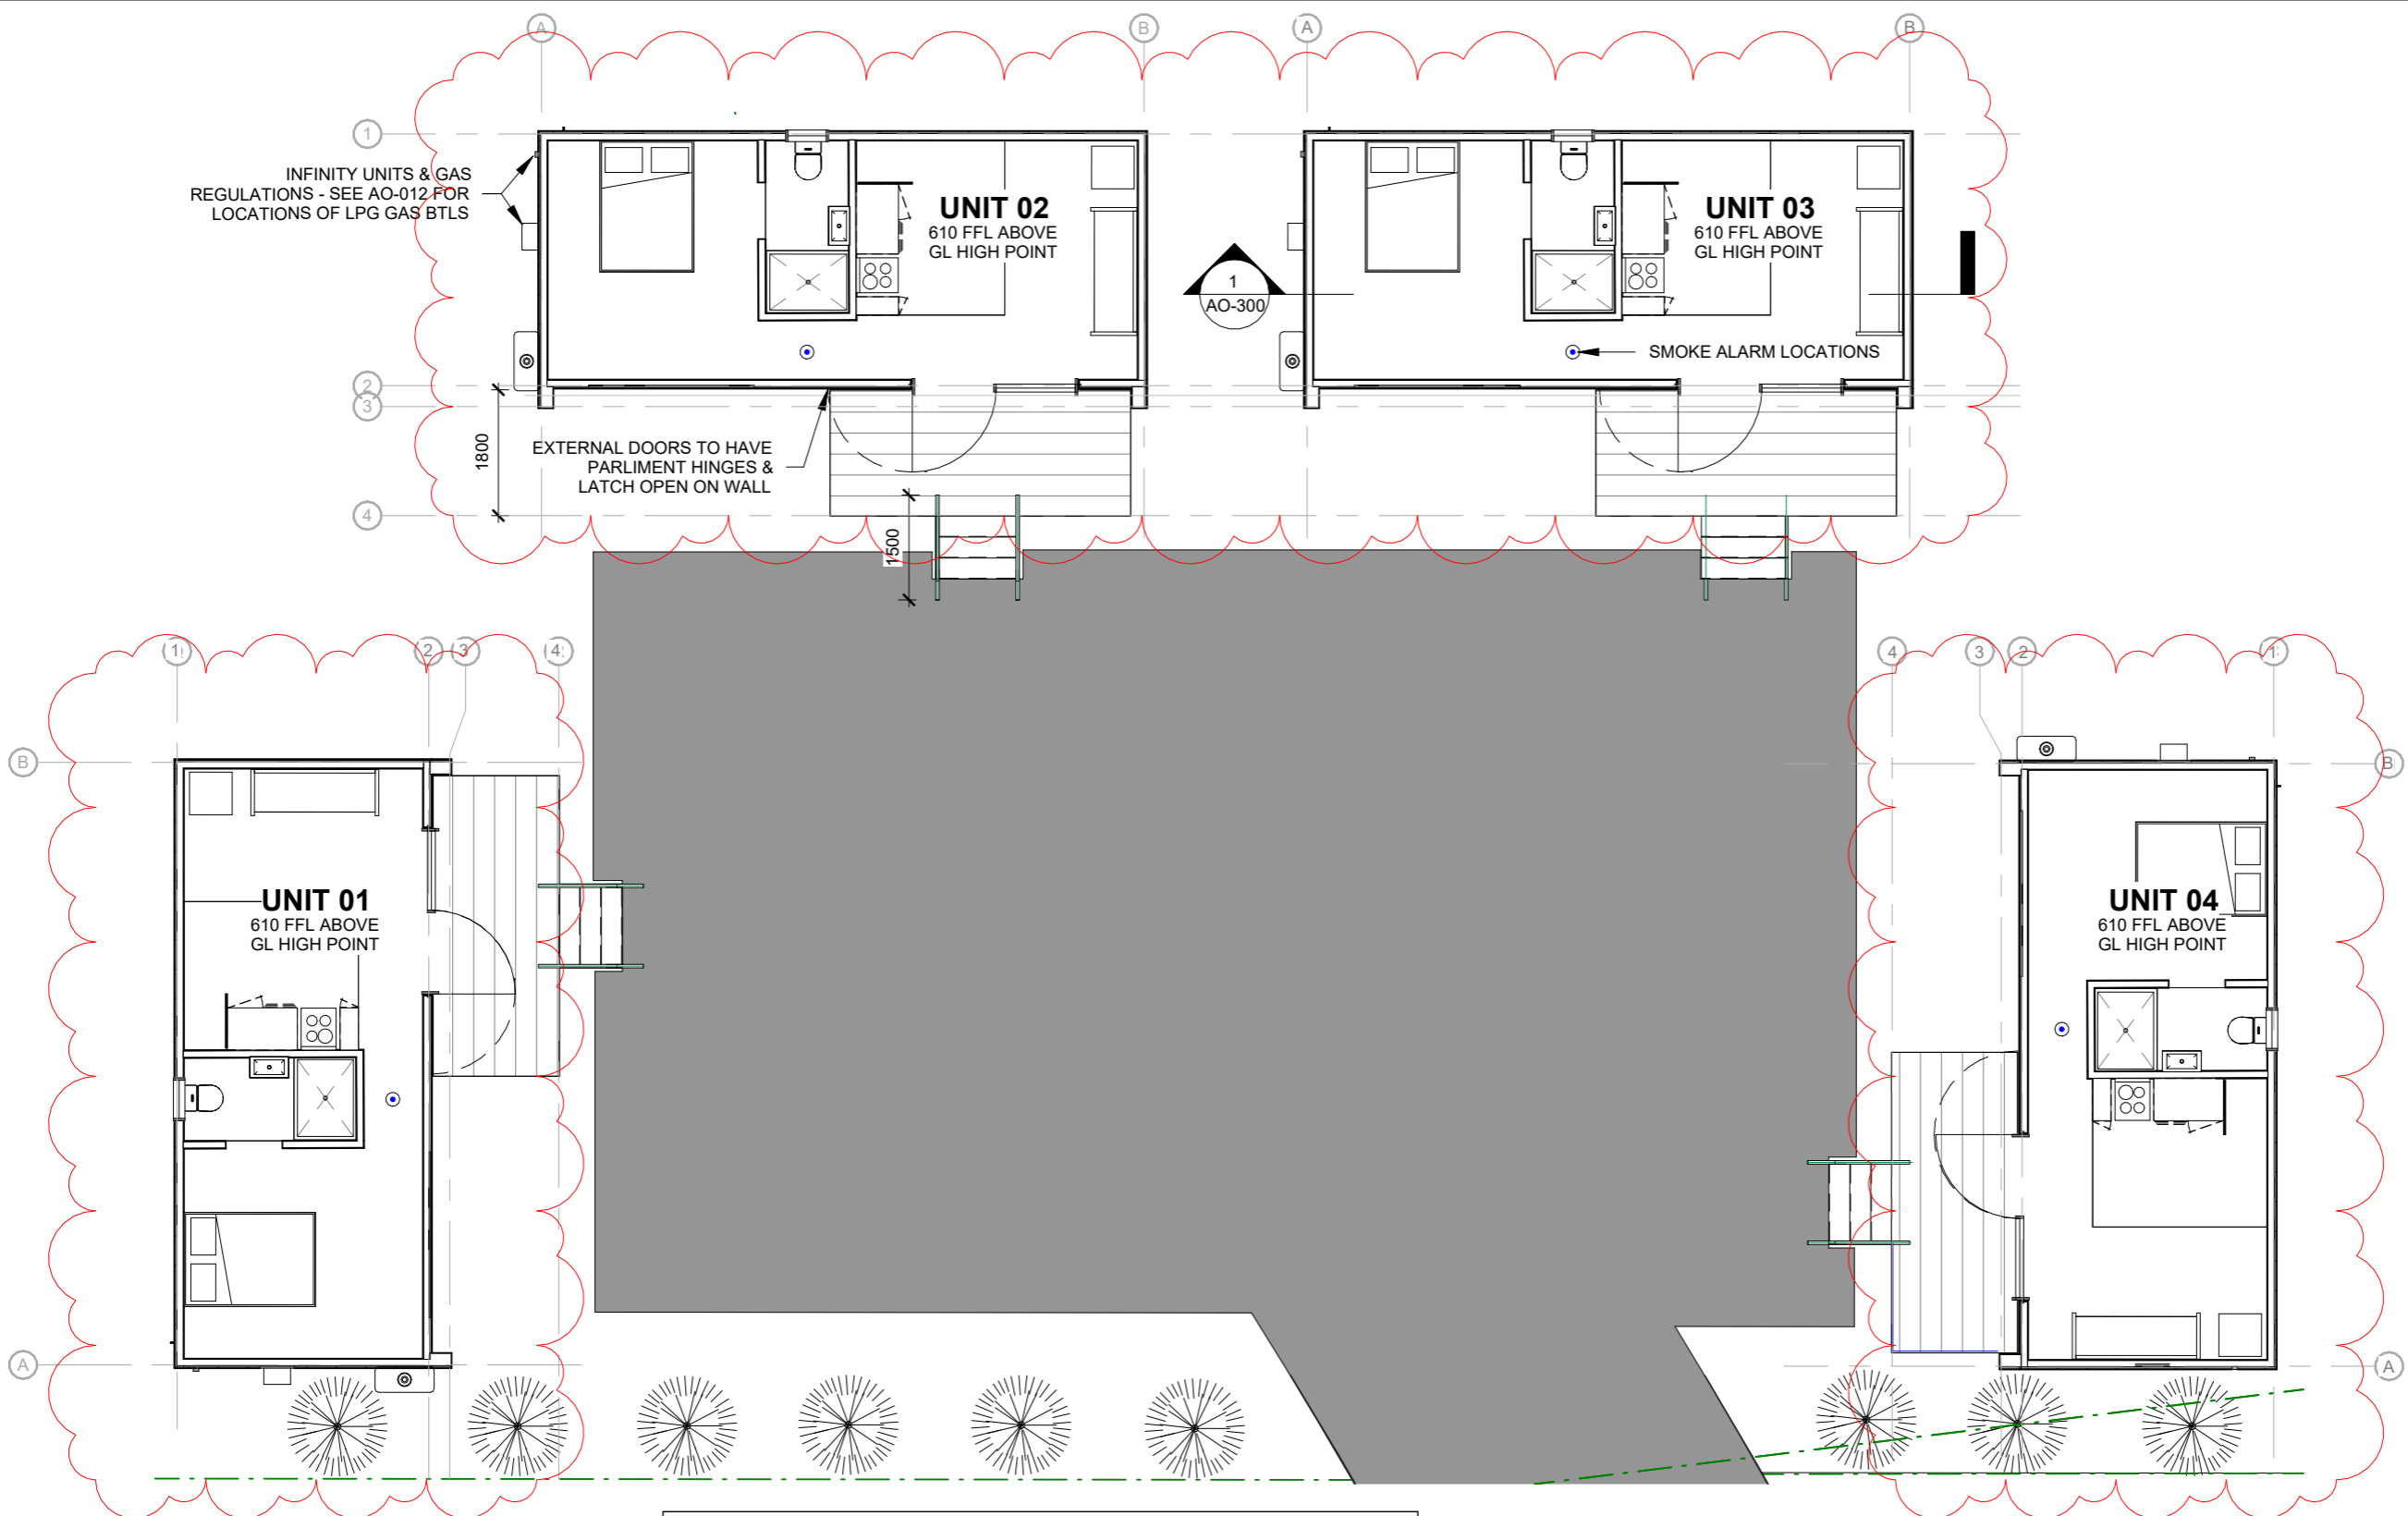 A
B
A
B
1
INFINITY UNITS & GAS
REGULATIONS - SEE AO-012 FOR
LOCATIONS OF LPG GAS BTLS
UNIT 02
610 FFL ABOVE
GL HIGH POINT
UNIT 03
610 FFL ABOVE
GL HIGH POINT
1
AO-300
SMOKE ALARM LOCATIONS
2
3
1800
EXTERNAL DOORS TO HAVE
PARLIMENT HINGES &
LATCH OPEN ON WALL
4
1500
1
2
3
4
4
3
2
1
B
B
UNIT 01
610 FFL ABOVE
GL HIGH POINT
UNIT 04
610 FFL ABOVE
GL HIGH POINT
A
A